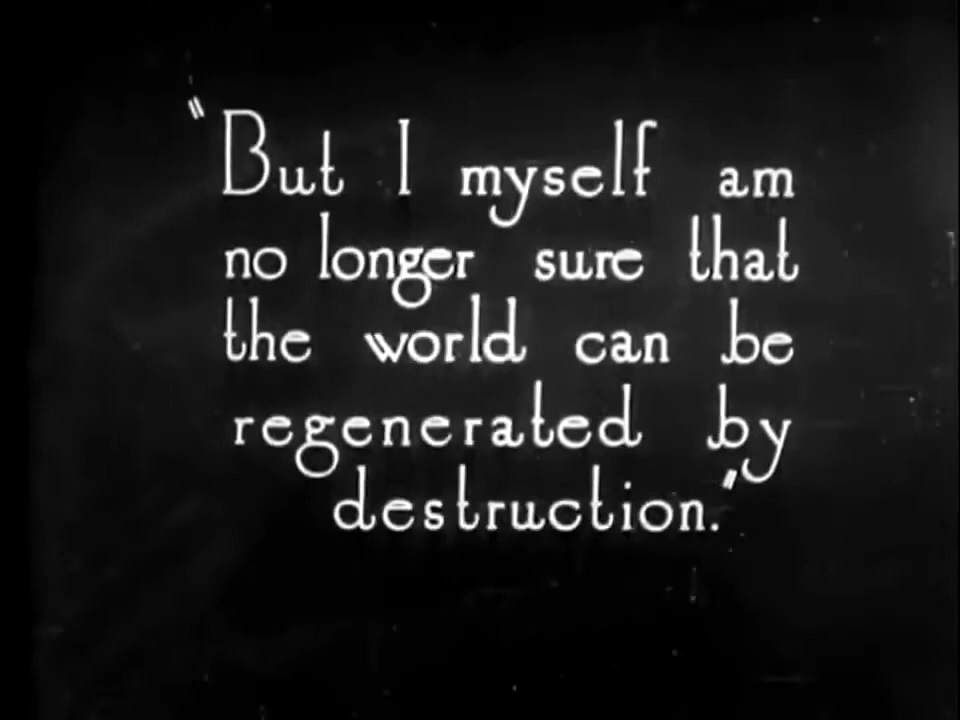 "But I myself am
no longer sure that
the world can be
regenerated by
destruction."